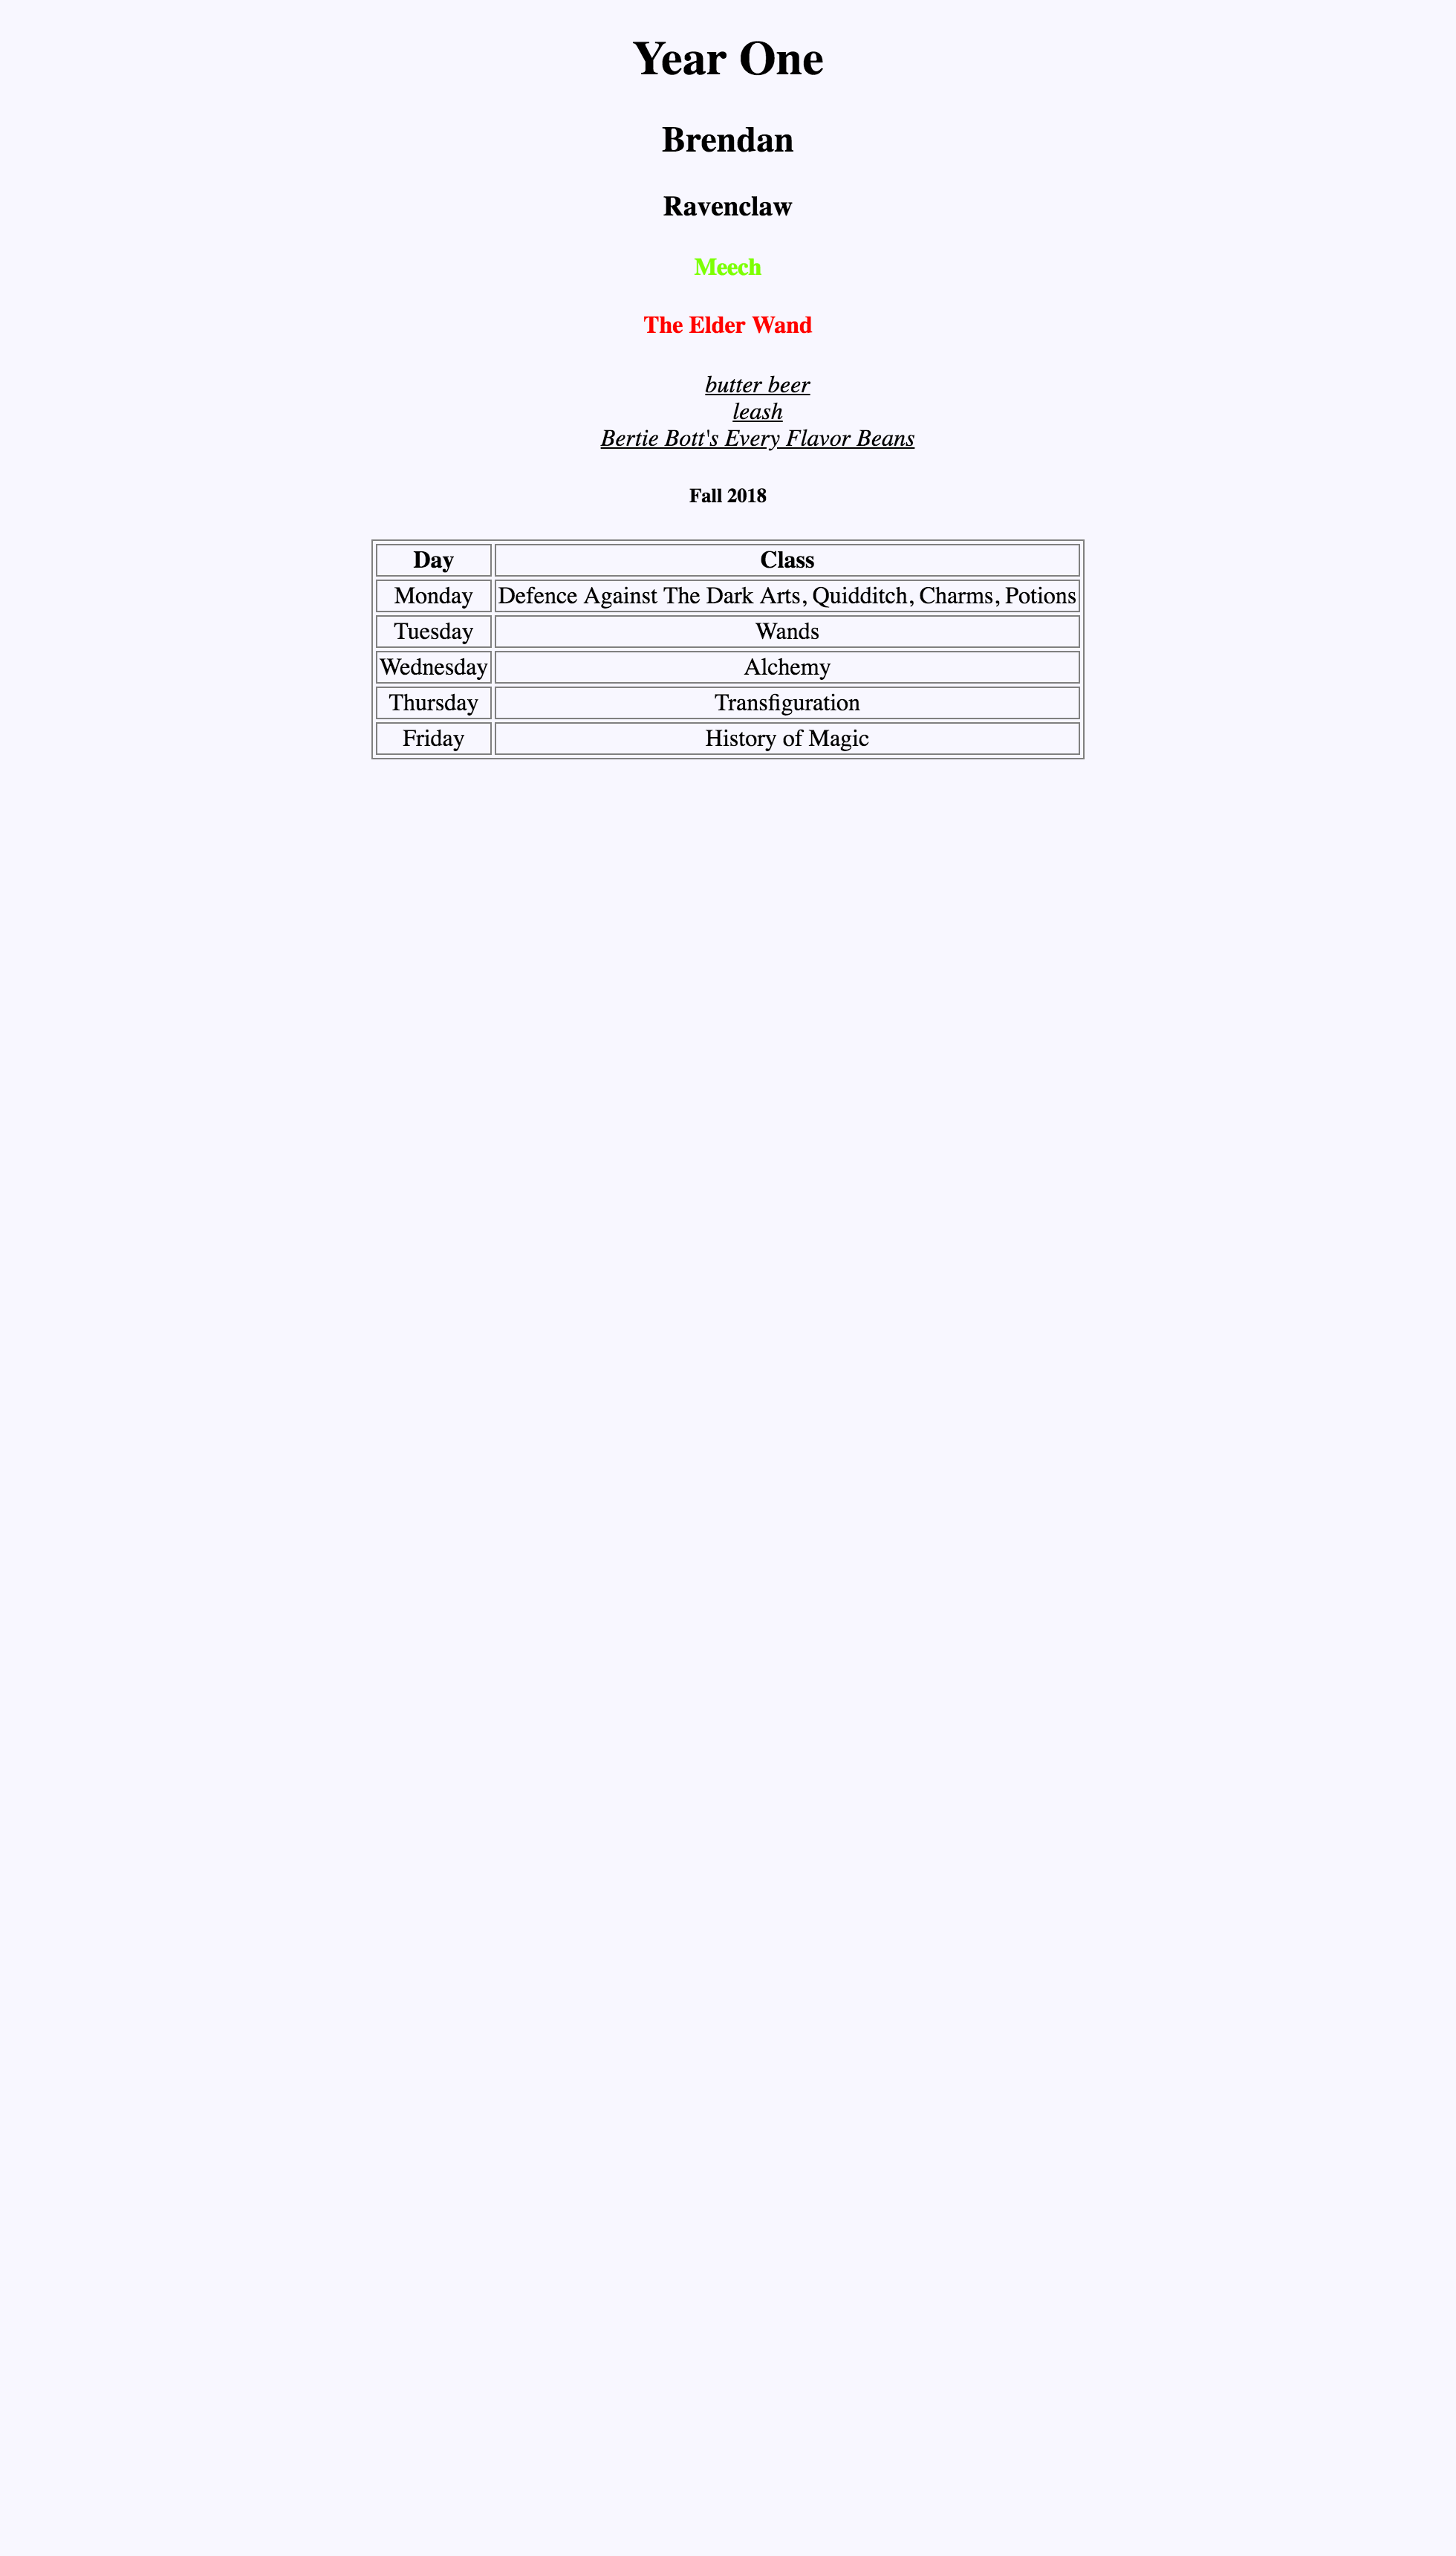 Year One
Brendan
Ravenclaw
Meech
The Elder Wand
butter beer
leash
Bertie Bott's Every Flavor Beans
Fall 2018
Day Class
Monday Defence Against The Dark Arts, Quidditch, Charms, Potions
Tuesday Wands
Wednesday Alchemy
Thursday Transfiguration
Friday History of Magic